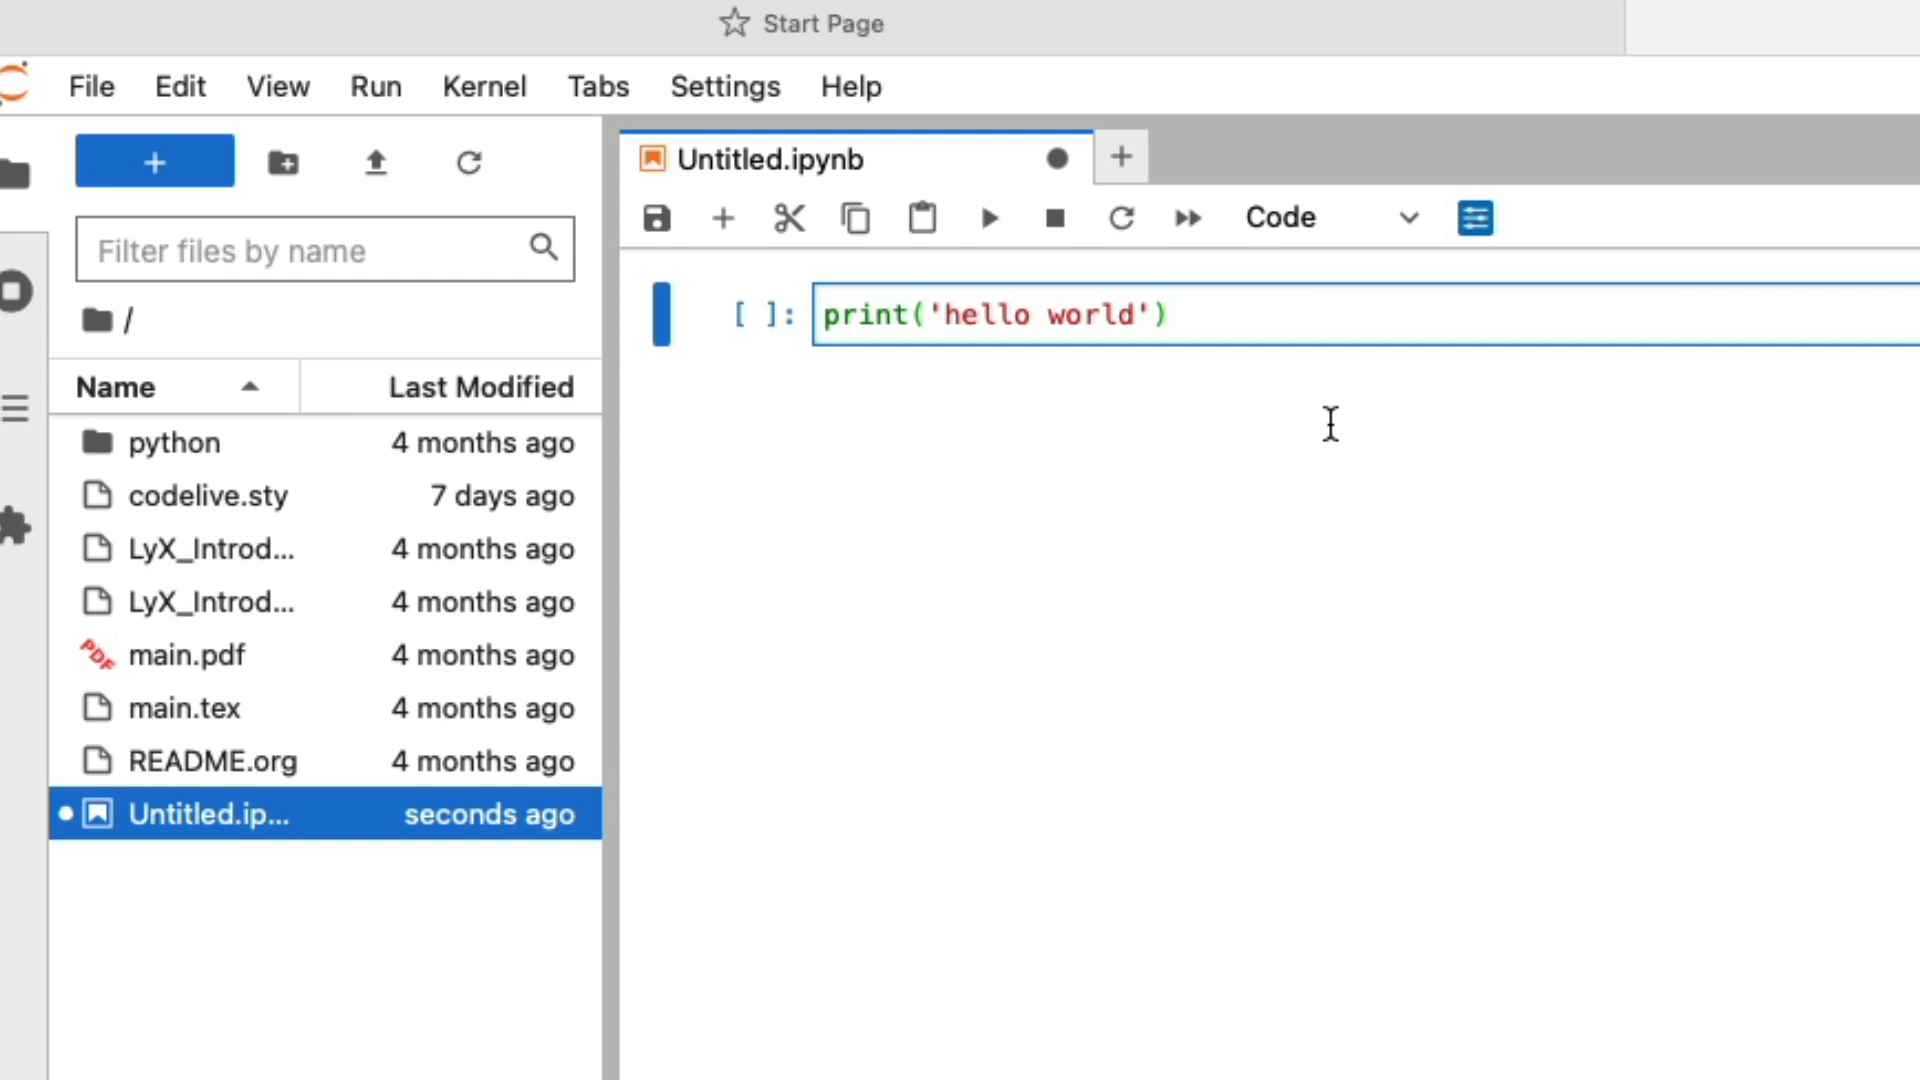 Start Page
File Edit View Run Kernel Tabs Settings Help
+
Untitled.ipynb
Code
Filter files by name
/
[ ]: print('hello world')
Name Last Modified
python 4 months ago
codelive.sty 7 days ago
LyX_Introd... 4 months ago
LyX_Introd... 4 months ago
PDF main.pdf 4 months ago
main.tex 4 months ago
README.org 4 months ago
Untitled.ip... seconds ago